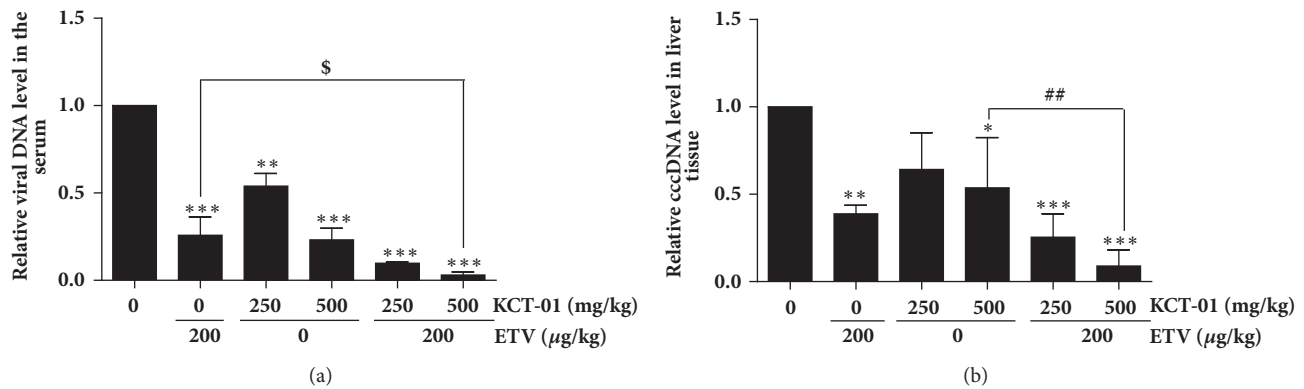 Relative viral DNA level in the
serum
1.5
1.0
0.5
0.0
$
***
**
***
***
***
0 0 250 500 250 500 KCT-01 (mg/kg)
200 0 200 ETV (μg/kg)
(a)
Relative cccDNA level in liver
tissue
1.5
1.0
0.5
0.0
##
**
*
***
***
0 0 250 500 250 500 KCT-01 (mg/kg)
200 0 200 ETV (μg/kg)
(b)